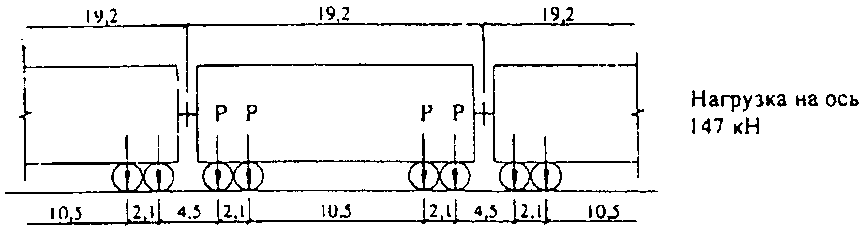 19,2 19,2 19,2
P P P P
Нагрузка на ось
147 кН
10,5 2,1 4,5 2,1 10,5 2,1 4,5 2,1 10,5